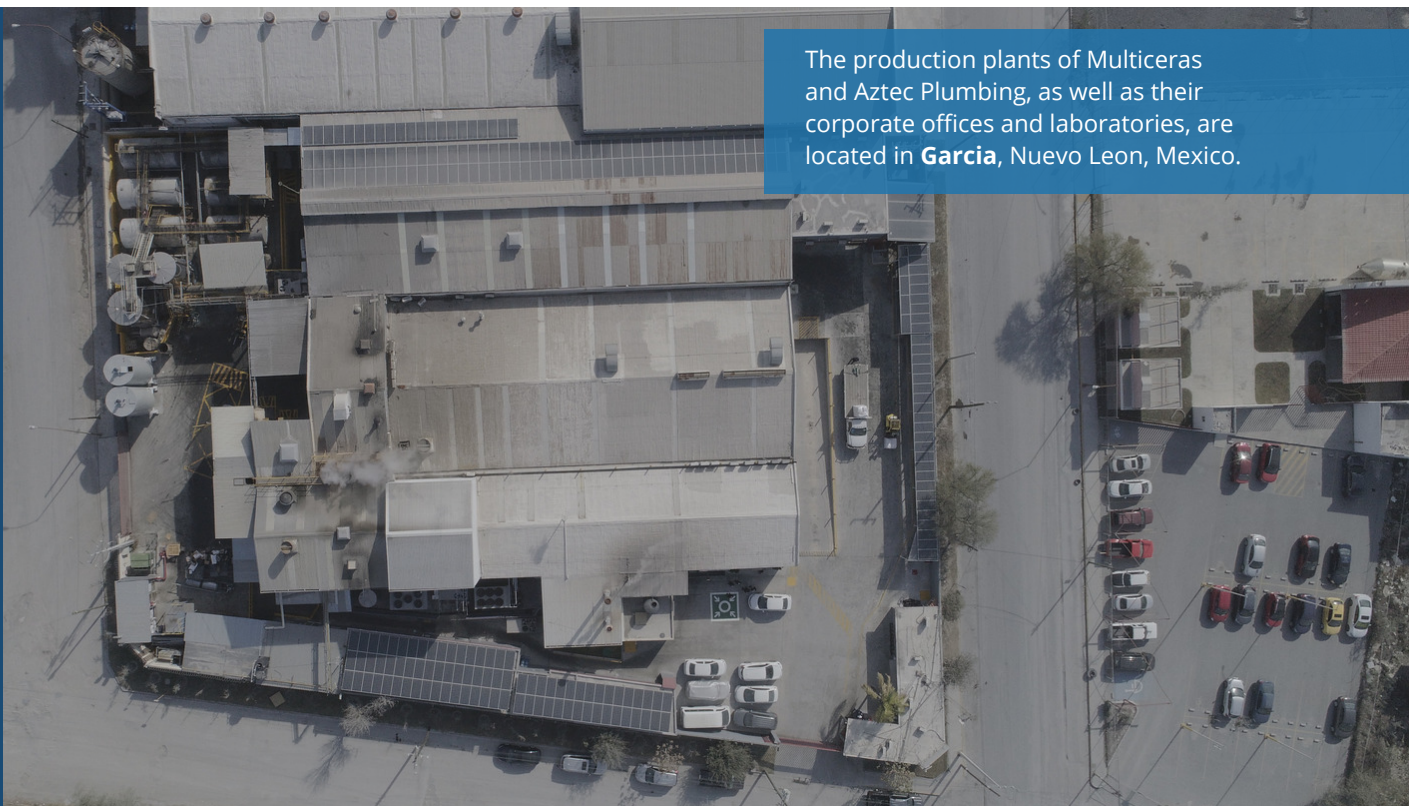 The production plants of Multiceras
and Aztec Plumbing, as well as their
corporate offices and laboratories, are
located in Garcia, Nuevo Leon, Mexico.